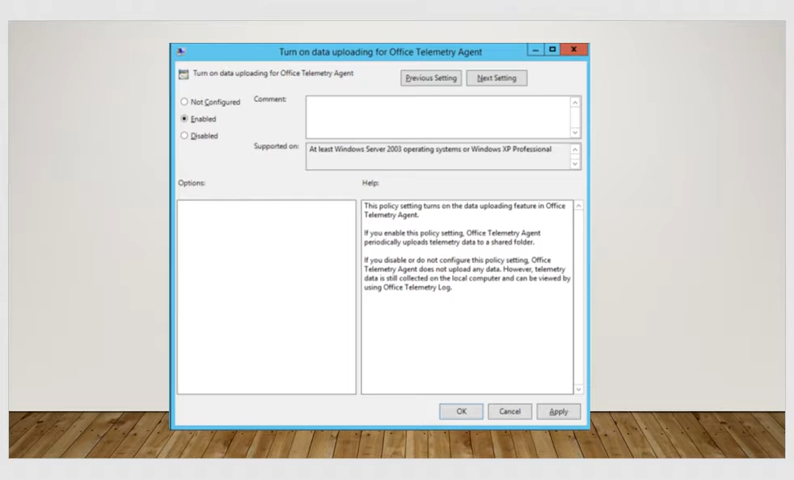 Turn on data uploading for Office Telemetry Agent
Turn on data uploading for Office Telemetry Agent
Previous Setting
Next Setting
Not Configured
Enabled
Disabled
Comment:
Supported on:
At least Windows Server 2003 operating systems or Windows XP Professional
Options:
Help:
This policy setting turns on the data uploading feature in Office
Telemetry Agent.
If you enable this policy setting, Office Telemetry Agent
periodically uploads telemetry data to a shared folder.
If you disable or do not configure this policy setting, Office
Telemetry Agent does not upload any data. However, telemetry
data is still collected on the local computer and can be viewed by
using Office Telemetry Log.
OK
Cancel
Apply